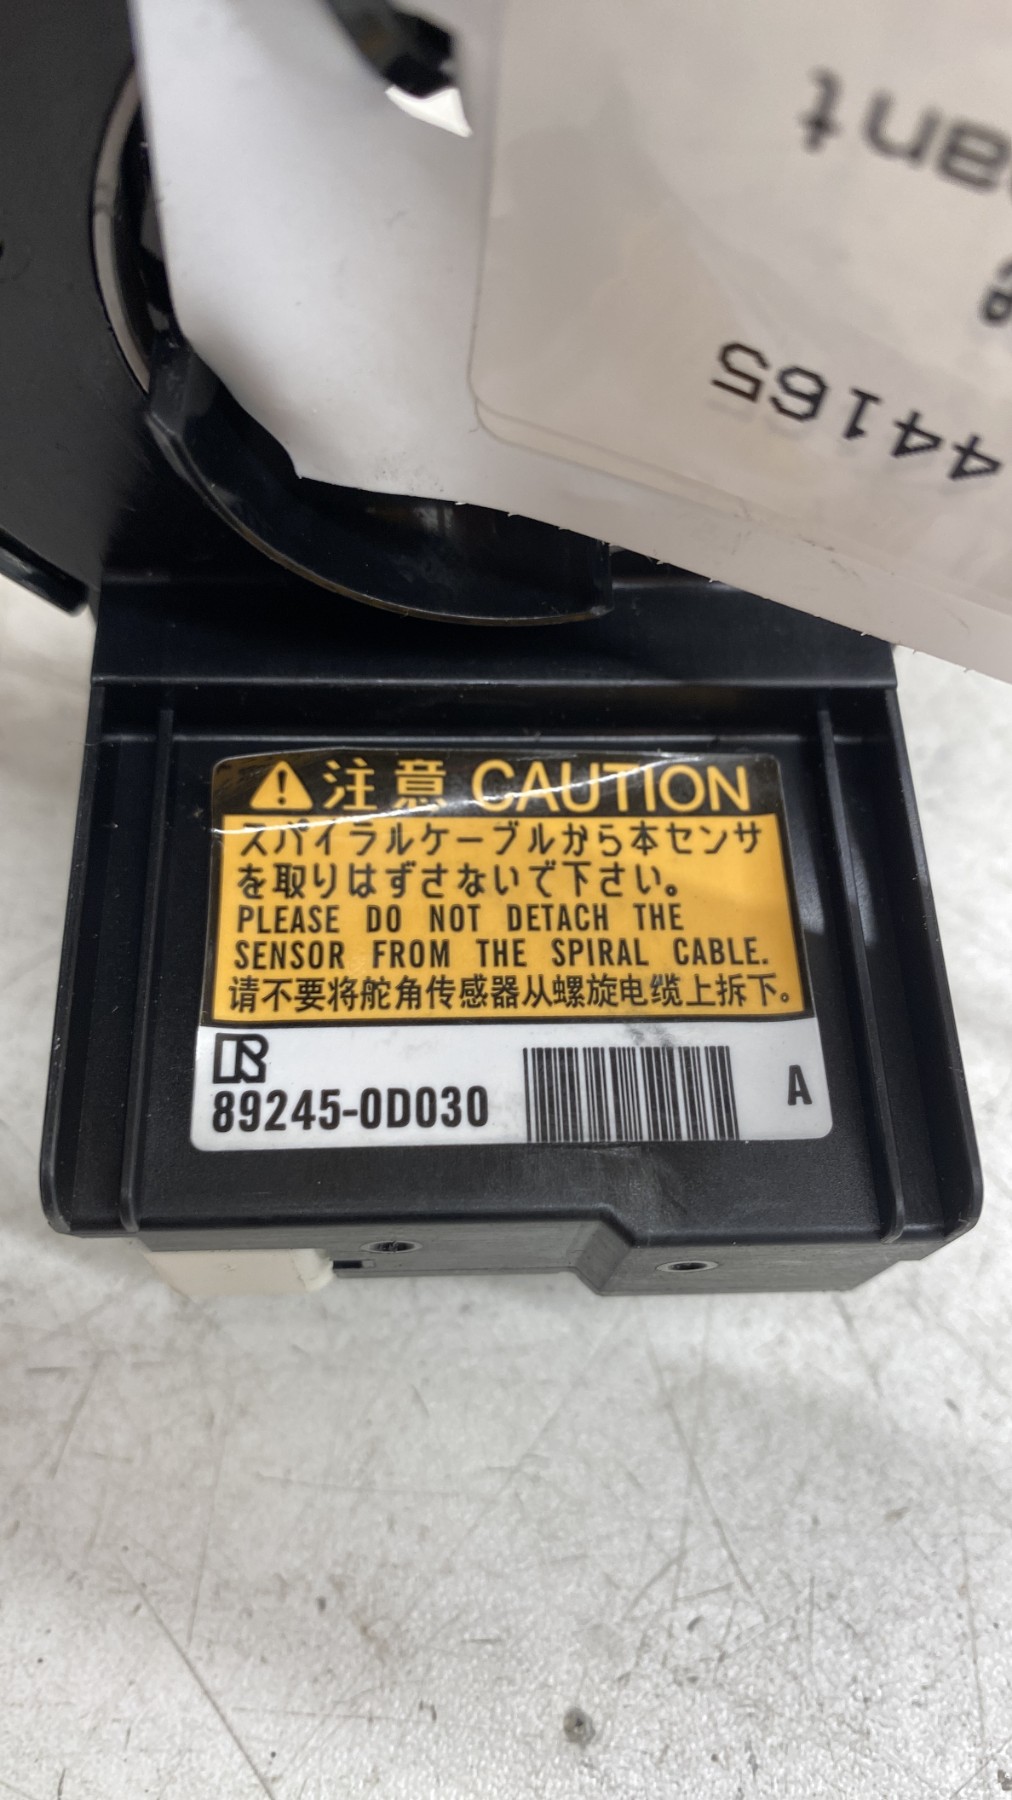 44165
注意 CAUTION
スパイラルケーブルから本センサ
を取りはずさないで下さい。
PLEASE DO NOT DETACH THE
SENSOR FROM THE SPIRAL CABLE.
请不要将舵角传感器从螺旋电缆上拆下。
89245-0D030
A